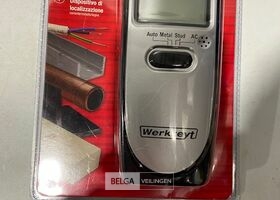 Dispositivo di
localizzazione
Auto Metal Stud AC
Werkzeyt
BELGA VEILINGEN